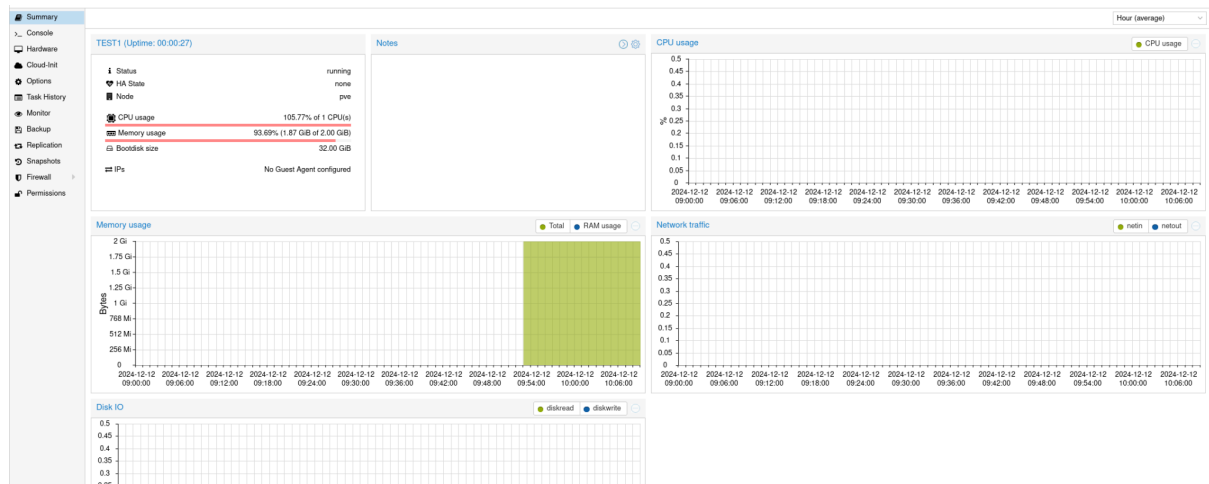 Summary
Console
Hardware
Cloud-Init
Options
Task History
Monitor
Backup
Replication
Snapshots
Firewall
Permissions
Hour (average)
TEST1 (Uptime: 00:00:27)
Status running
HA State none
Node pve
CPU usage 105.77% of 1 CPU(s)
Memory usage 93.69% (1.87 GiB of 2.00 GiB)
Bootdisk size 32.00 GiB
IPs No Guest Agent configured
Notes
CPU usage
CPU usage
0.5
0.45
0.4
0.35
0.3
0.25
0.2
0.15
0.1
0.05
0
%
2024-12-12 2024-12-12 2024-12-12 2024-12-12 2024-12-12 2024-12-12 2024-12-12 2024-12-12 2024-12-12 2024-12-12 2024-12-12 2024-12-12
09:00:00 09:06:00 09:12:00 09:18:00 09:24:00 09:30:00 09:36:00 09:42:00 09:48:00 09:54:00 10:00:00 10:06:00
Memory usage
Total RAM usage
2 Gi
1.75 Gi
1.5 Gi
1.25 Gi
1 Gi
768 Mi
512 Mi
256 Mi
0
Bytes
2024-12-12 2024-12-12 2024-12-12 2024-12-12 2024-12-12 2024-12-12 2024-12-12 2024-12-12 2024-12-12 2024-12-12 2024-12-12 2024-12-12
09:00:00 09:06:00 09:12:00 09:18:00 09:24:00 09:30:00 09:36:00 09:42:00 09:48:00 09:54:00 10:00:00 10:06:00
Network traffic
netin netout
0.5
0.45
0.4
0.35
0.3
0.25
0.2
0.15
0.1
0.05
0
2024-12-12 2024-12-12 2024-12-12 2024-12-12 2024-12-12 2024-12-12 2024-12-12 2024-12-12 2024-12-12 2024-12-12 2024-12-12 2024-12-12
09:00:00 09:06:00 09:12:00 09:18:00 09:24:00 09:30:00 09:36:00 09:42:00 09:48:00 09:54:00 10:00:00 10:06:00
Disk IO
diskread diskwrite
0.5
0.45
0.4
0.35
0.3